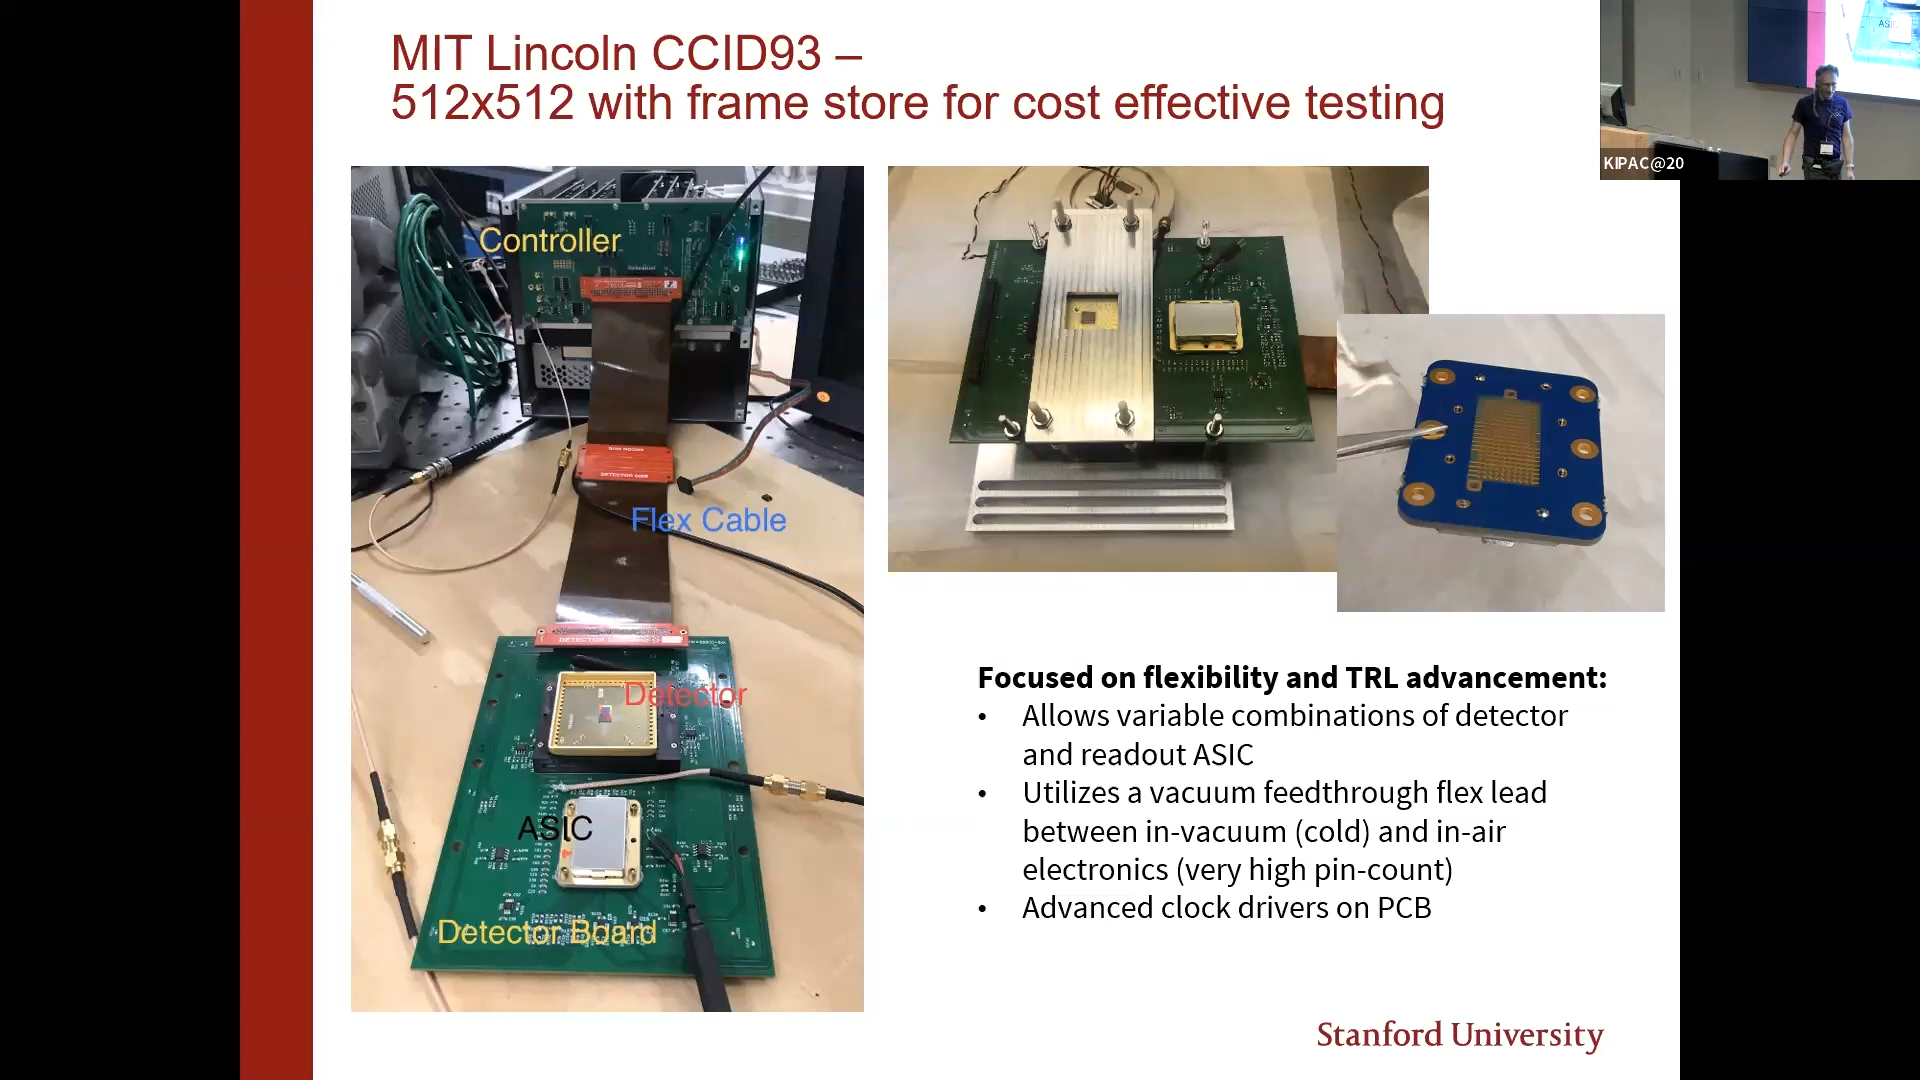 MIT Lincoln CCID93 –
512x512 with frame store for cost effective testing
KIPAC@20
Controller
Flex Cable
DETECTOR SIDE
DETECTOR
Detector
ASIC
Detector Board
Focused on flexibility and TRL advancement:
• Allows variable combinations of detector
and readout ASIC
• Utilizes a vacuum feedthrough flex lead
between in-vacuum (cold) and in-air
electronics (very high pin-count)
• Advanced clock drivers on PCB
Stanford University